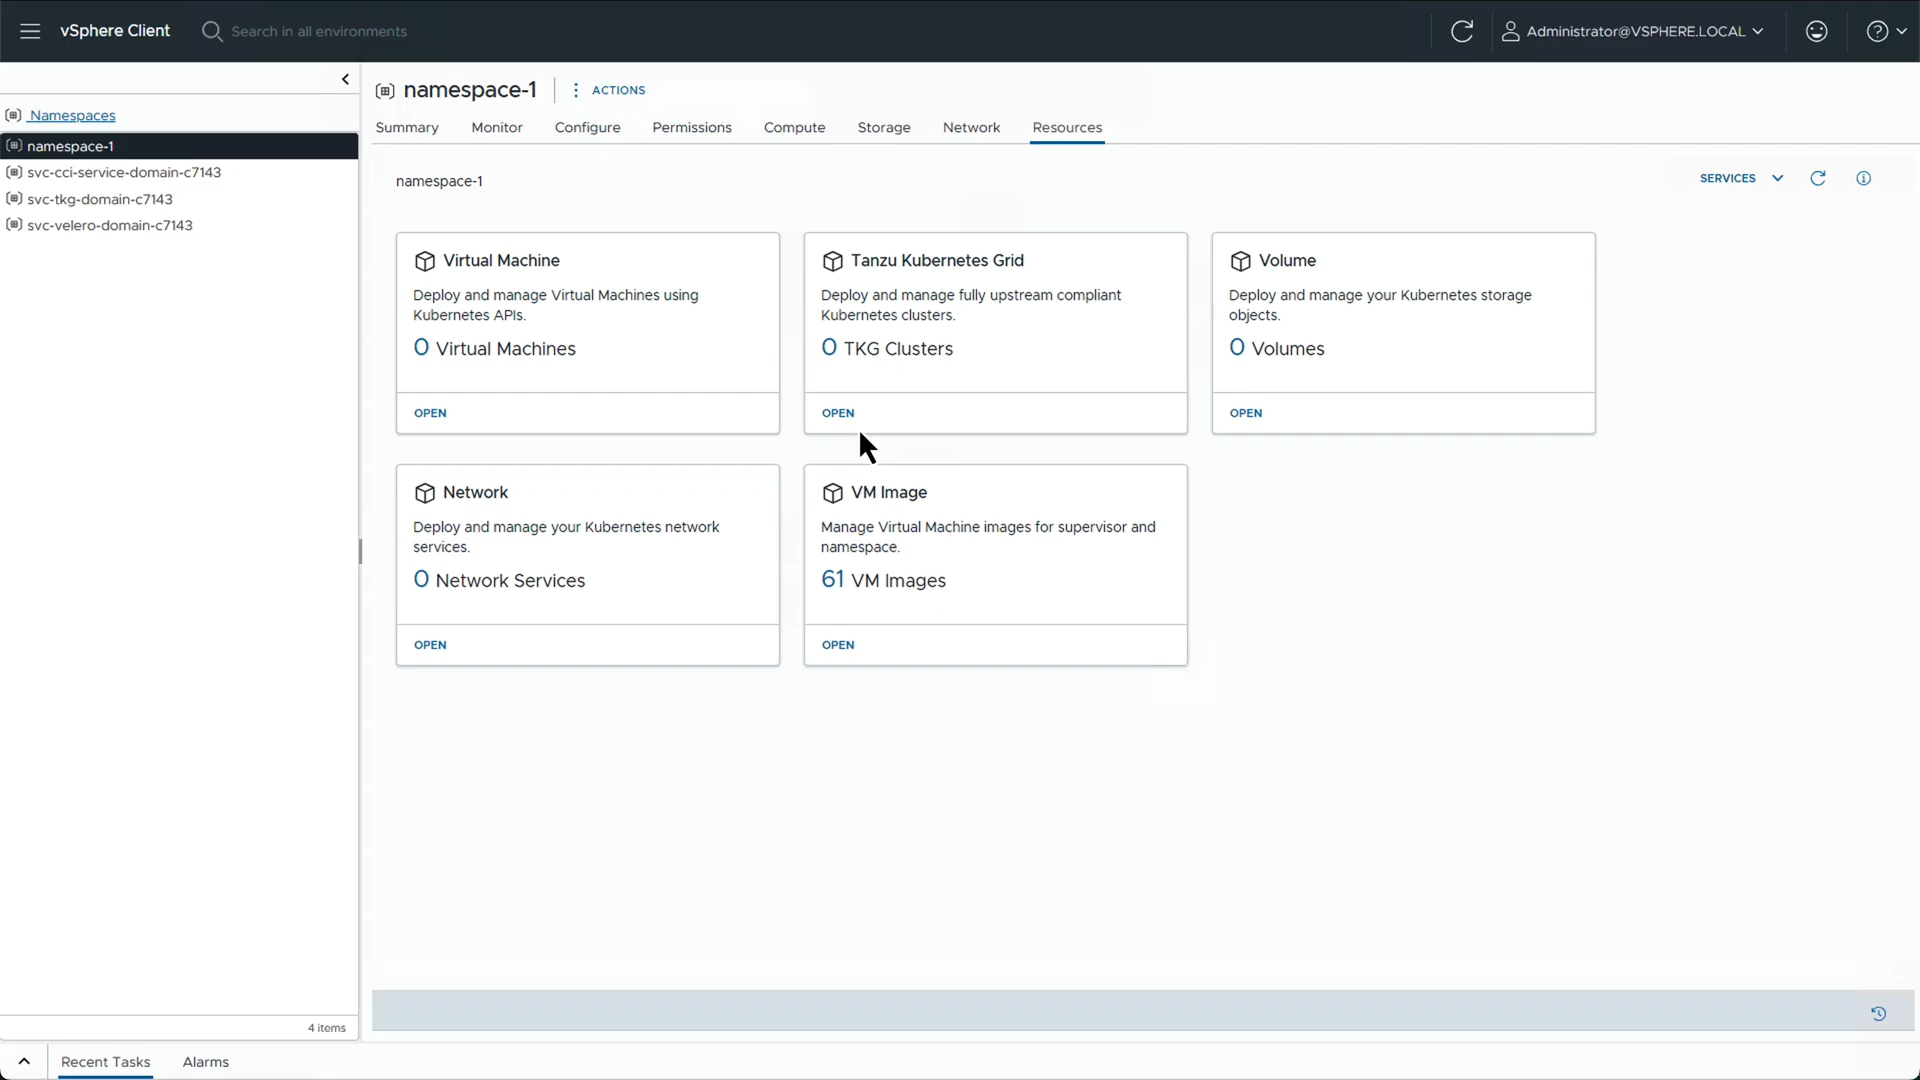 vSphere Client
Search in all environments
Administrator@VSPHERE.LOCAL
Namespaces
namespace-1
svc-cci-service-domain-c7143
svc-tkg-domain-c7143
svc-velero-domain-c7143
4 items
namespace-1
ACTIONS
Summary Monitor Configure Permissions Compute Storage Network Resources
namespace-1
SERVICES
Virtual Machine
Deploy and manage Virtual Machines using
Kubernetes APIs.
0 Virtual Machines
OPEN
Tanzu Kubernetes Grid
Deploy and manage fully upstream compliant
Kubernetes clusters.
0 TKG Clusters
OPEN
Volume
Deploy and manage your Kubernetes storage
objects.
0 Volumes
OPEN
Network
Deploy and manage your Kubernetes network
services.
0 Network Services
OPEN
VM Image
Manage Virtual Machine images for supervisor and
namespace.
61 VM Images
OPEN
Recent Tasks Alarms